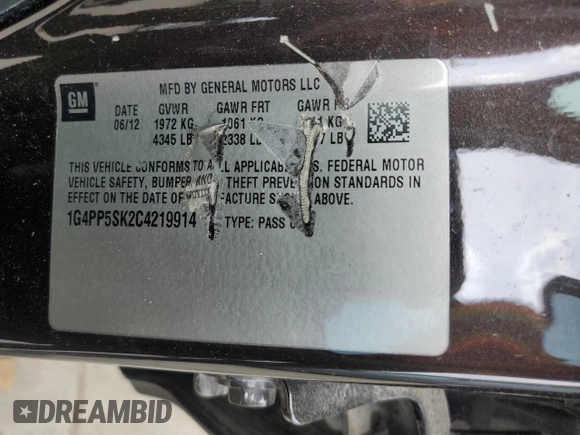 MFD BY GENERAL MOTORS LLC
GM
DATE GVWR GAWR FRT GAWR
06/12 1972 KG 1061 KG
4345 LB 2338 LB LB
THIS VEHICLE CONFORMS TO ALL APPLICABLE FEDERAL MOTOR
VEHICLE SAFETY, BUMPER, THEFT PREVENTION STANDARDS IN
EFFECT ON THE DATE OF SHOWN ABOVE.
1G4PP5SK2C4219914 TYPE: PASS
DREAMBID